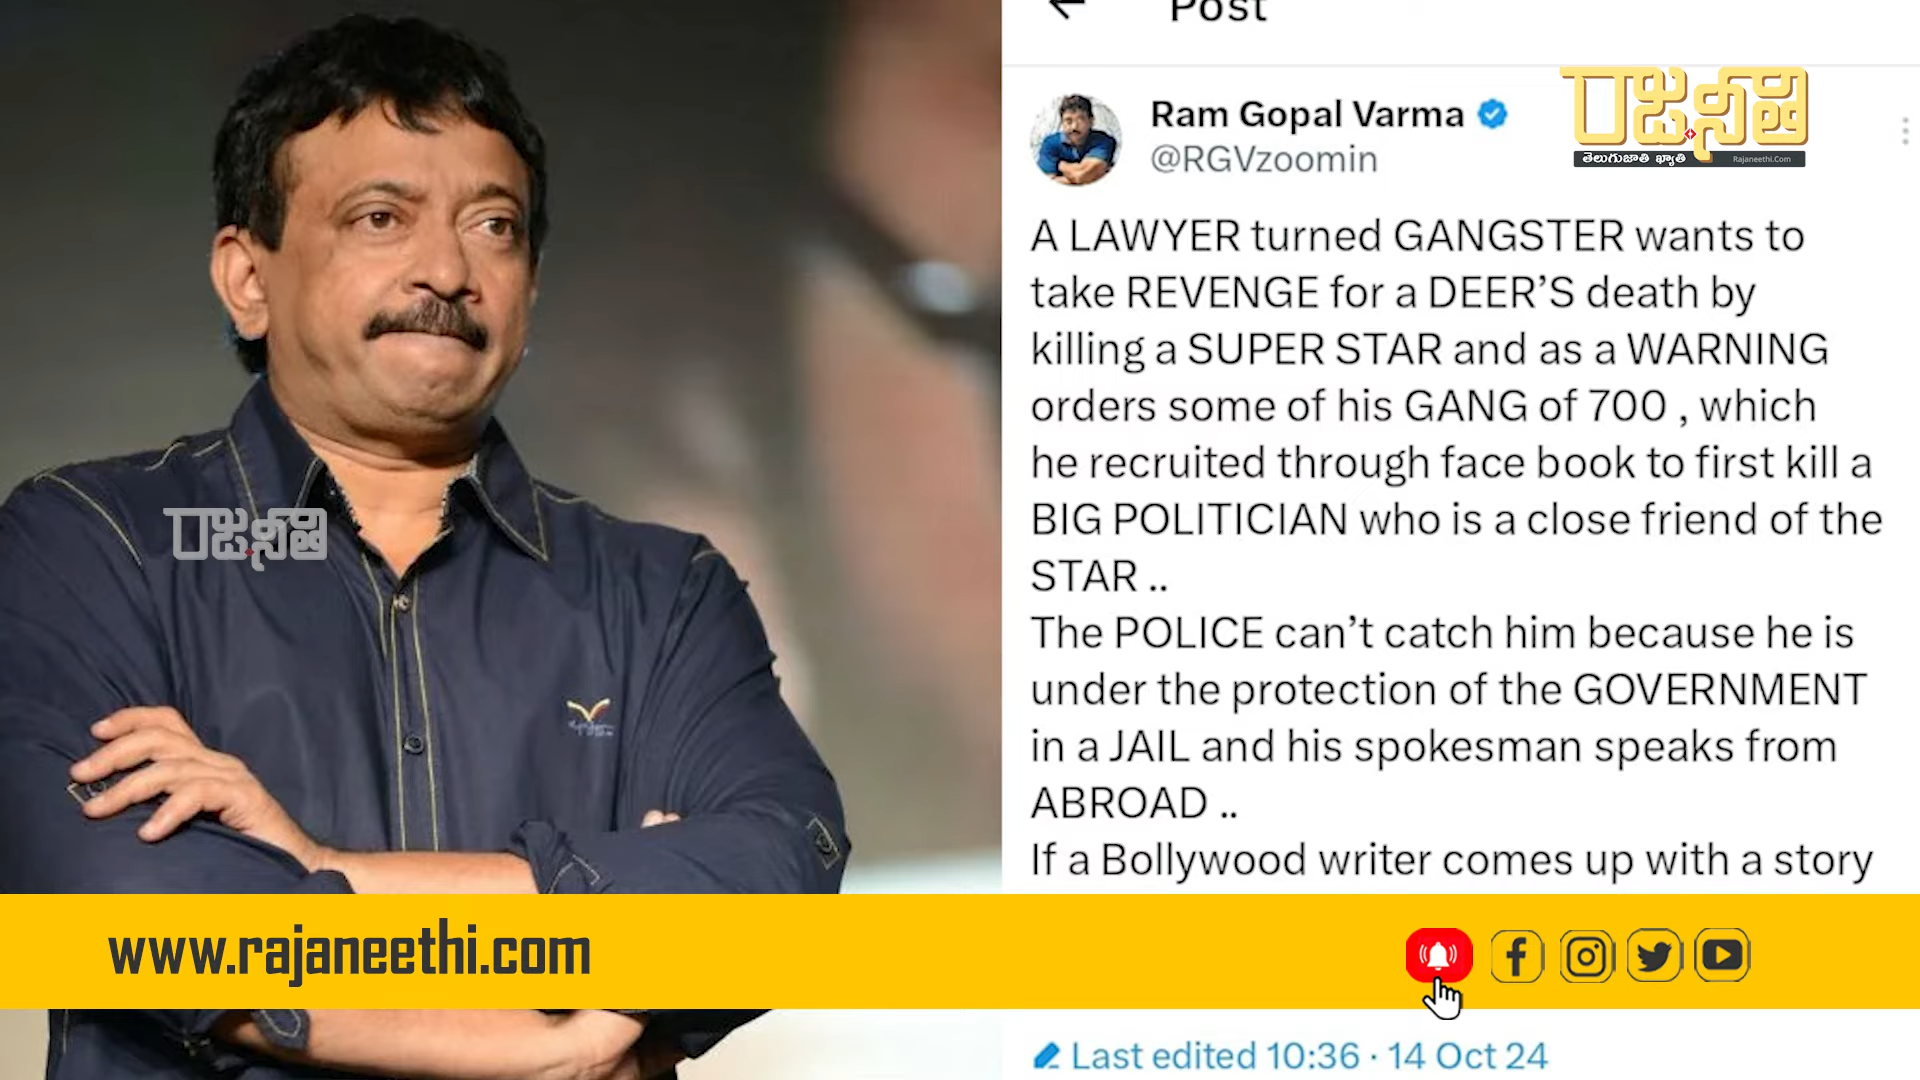 Post
Ram Gopal Varma
@RGVzoomin
రాజనీతి
తెలుగుజాతి ఖ్యాతి Rajaneethi.Com
A LAWYER turned GANGSTER wants to
take REVENGE for a DEER’S death by
killing a SUPER STAR and as a WARNING
orders some of his GANG of 700 , which
he recruited through face book to first kill a
BIG POLITICIAN who is a close friend of the
STAR ..
The POLICE can’t catch him because he is
under the protection of the GOVERNMENT
in a JAIL and his spokesman speaks from
ABROAD ..
If a Bollywood writer comes up with a story
రాజనీతి
www.rajaneethi.com
Last edited 10:36 · 14 Oct 24